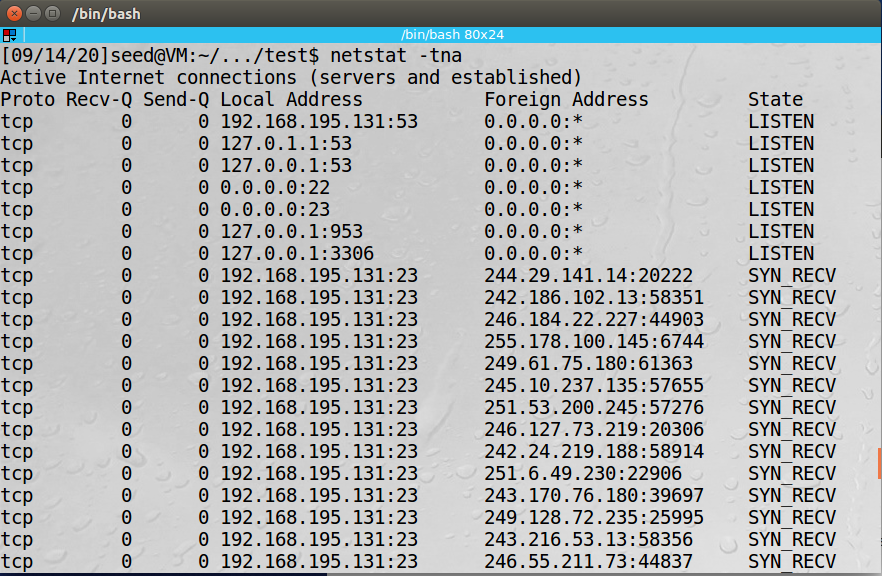 /bin/bash
/bin/bash 80x24
[09/14/20]seed@VM:~/.../test$ netstat -tna
Active Internet connections (servers and established)
Proto Recv-Q Send-Q Local Address           Foreign Address         State
tcp        0      0 192.168.195.131:53      0.0.0.0:*               LISTEN
tcp        0      0 127.0.1.1:53            0.0.0.0:*               LISTEN
tcp        0      0 127.0.0.1:53            0.0.0.0:*               LISTEN
tcp        0      0 0.0.0.0:22              0.0.0.0:*               LISTEN
tcp        0      0 0.0.0.0:23              0.0.0.0:*               LISTEN
tcp        0      0 127.0.0.1:953           0.0.0.0:*               LISTEN
tcp        0      0 127.0.0.1:3306          0.0.0.0:*               LISTEN
tcp        0      0 192.168.195.131:23      244.29.141.14:20222     SYN_RECV
tcp        0      0 192.168.195.131:23      242.186.102.13:58351    SYN_RECV
tcp        0      0 192.168.195.131:23      246.184.22.227:44903    SYN_RECV
tcp        0      0 192.168.195.131:23      255.178.100.145:6744    SYN_RECV
tcp        0      0 192.168.195.131:23      249.61.75.180:61363     SYN_RECV
tcp        0      0 192.168.195.131:23      245.10.237.135:57655    SYN_RECV
tcp        0      0 192.168.195.131:23      251.53.200.245:57276    SYN_RECV
tcp        0      0 192.168.195.131:23      246.127.73.219:20306    SYN_RECV
tcp        0      0 192.168.195.131:23      242.24.219.188:58914    SYN_RECV
tcp        0      0 192.168.195.131:23      251.6.49.230:22906      SYN_RECV
tcp        0      0 192.168.195.131:23      243.170.76.180:39697    SYN_RECV
tcp        0      0 192.168.195.131:23      249.128.72.235:25995    SYN_RECV
tcp        0      0 192.168.195.131:23      243.216.53.13:58356     SYN_RECV
tcp        0      0 192.168.195.131:23      246.55.211.73:44837     SYN_RECV